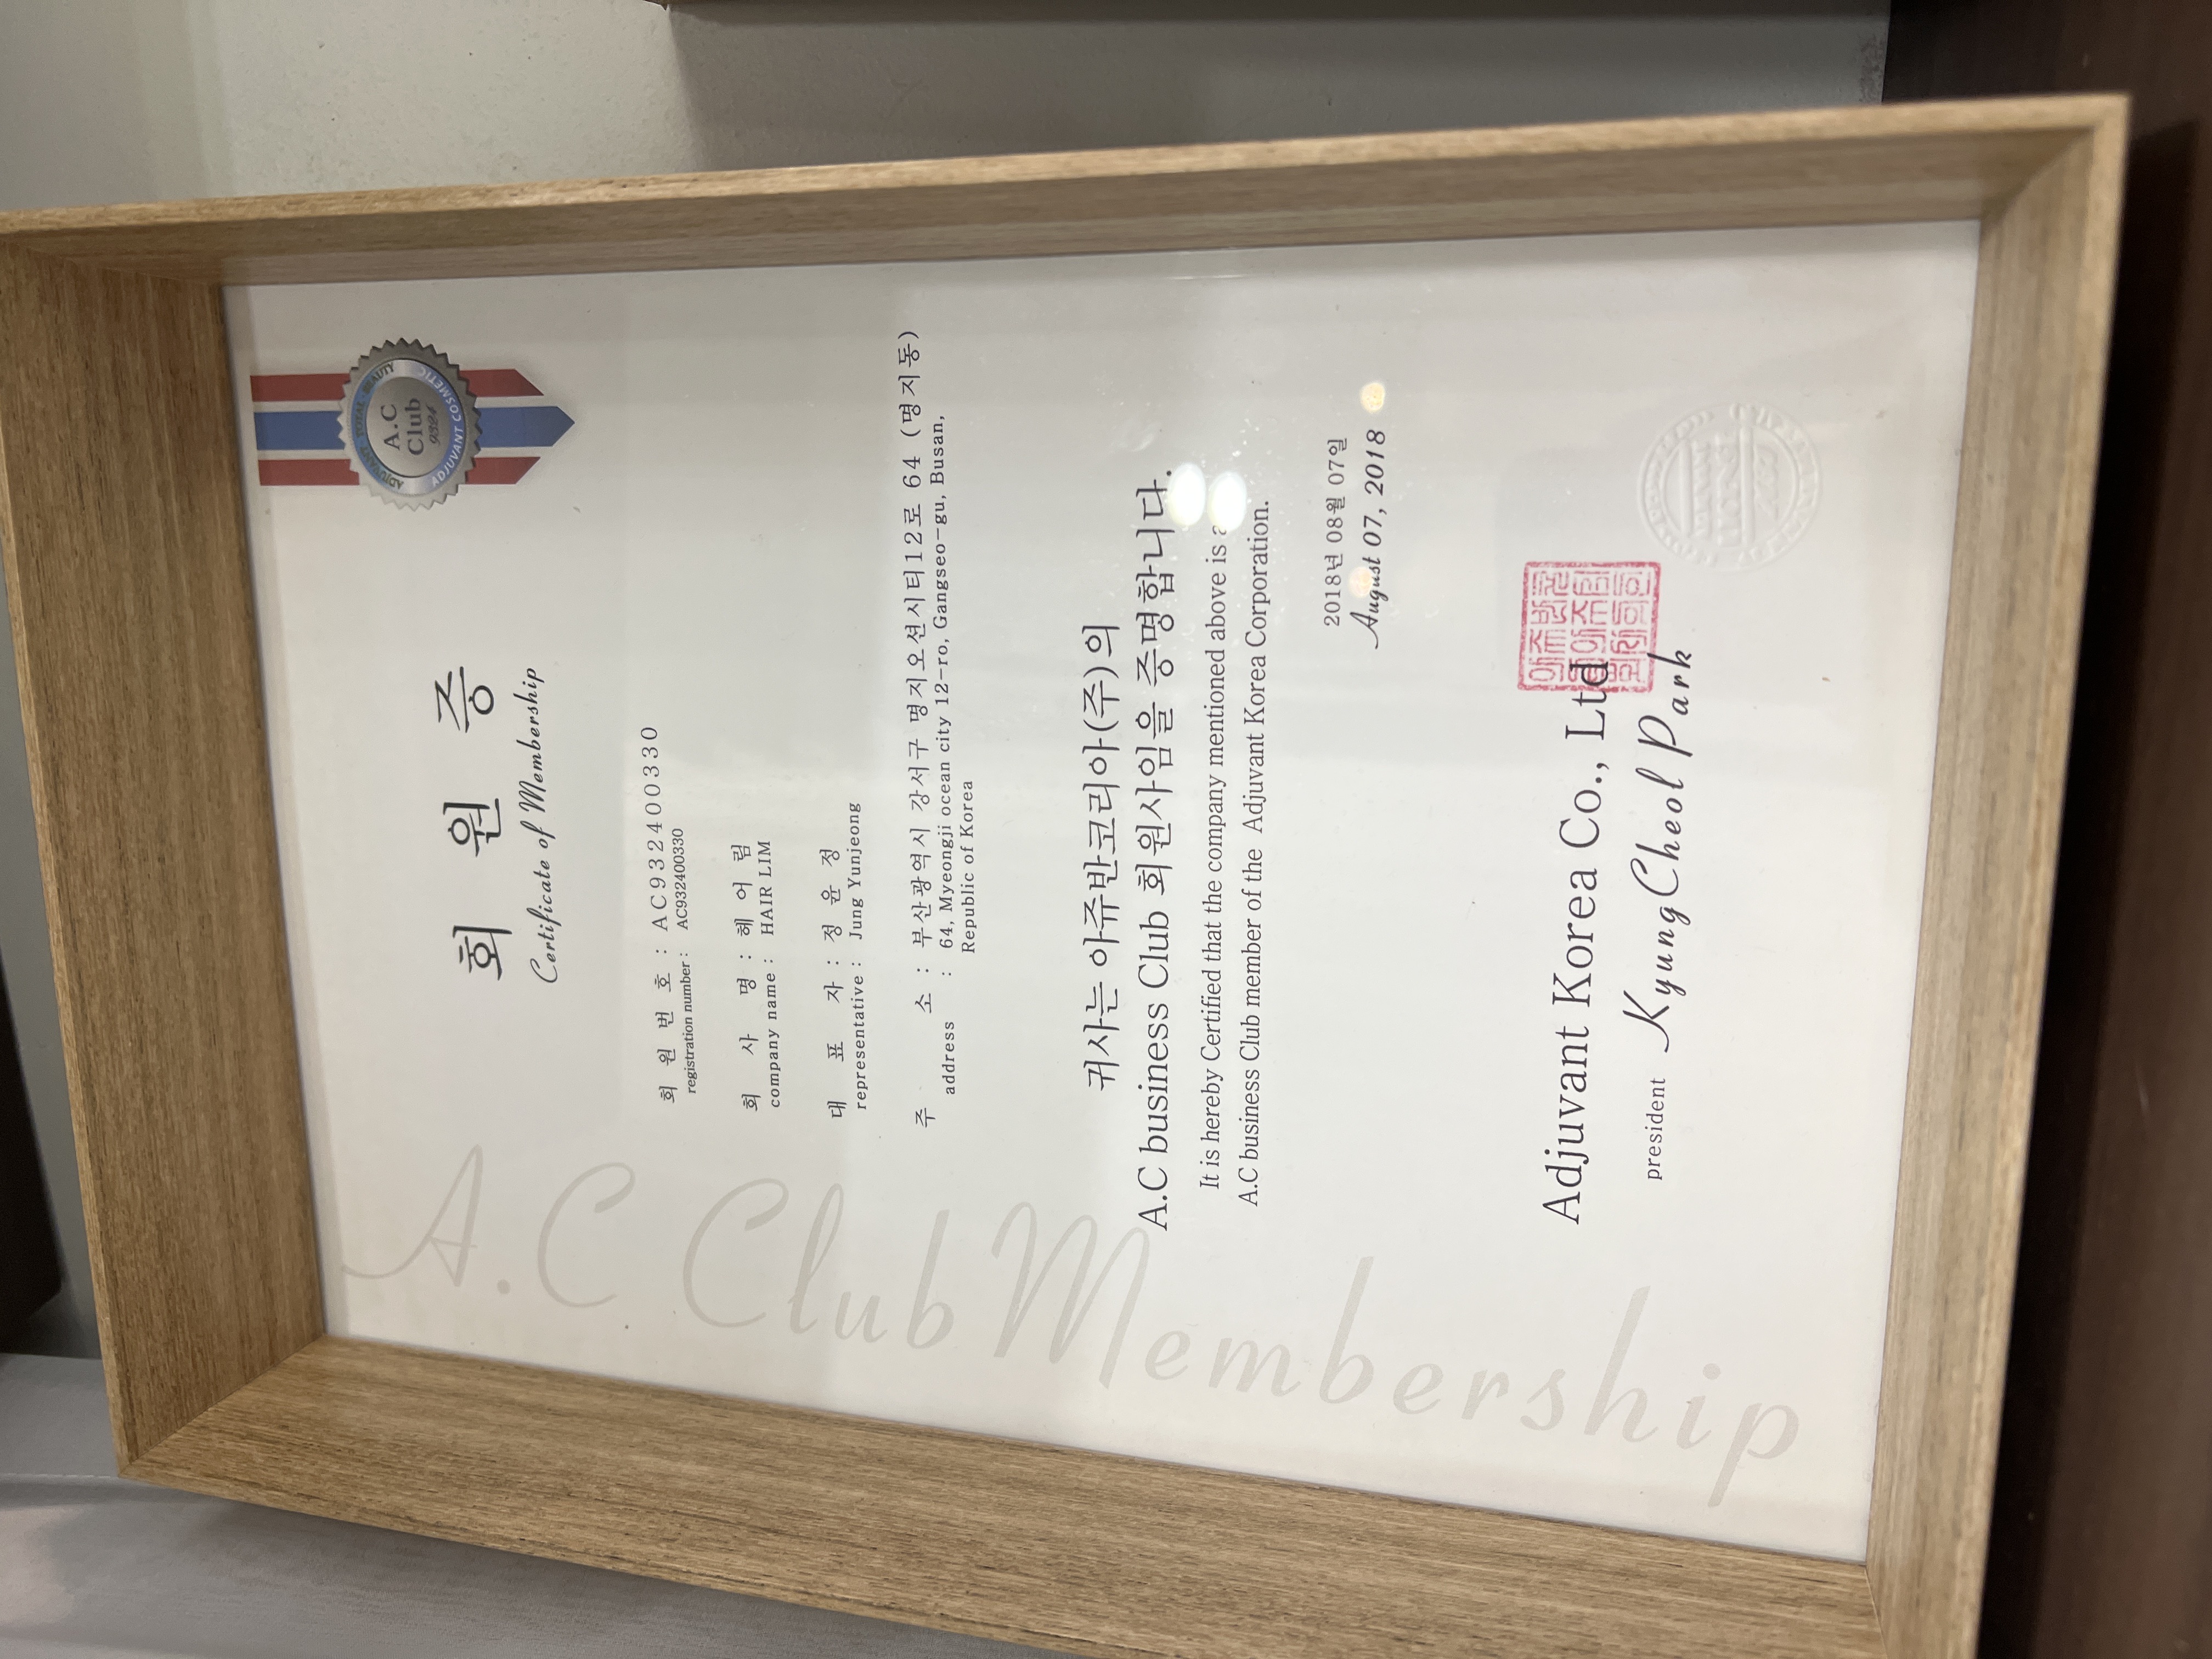 ADJUVANT TOTAL BEAUTY
A.C
Club
9324
ADJUVANT COSMETIC
회 원 증
Certificate of Membership
회 원 번 호 : AC932400330
registration number : AC932400330
회 사 명 : 헤 어 림
company name : HAIR LIM
대 표 자 : 정 윤 정
representative : Jung Yunjeong
주 소 : 부산광역시 강서구 명지오션시티12로 64 (명지동)
address : 64, Myeongji ocean city 12-ro, Gangseo-gu, Busan,
Republic of Korea
귀사는 아쥬반코리아(주)의
A.C business Club 회원사임을 증명합니다.
It is hereby Certified that the company mentioned above is a
A.C business Club member of the Adjuvant Korea Corporation.
2018년 08월 07일
August 07, 2018
Adjuvant Korea Co., Ltd
president KyungCheol Park
A.C Club Membership